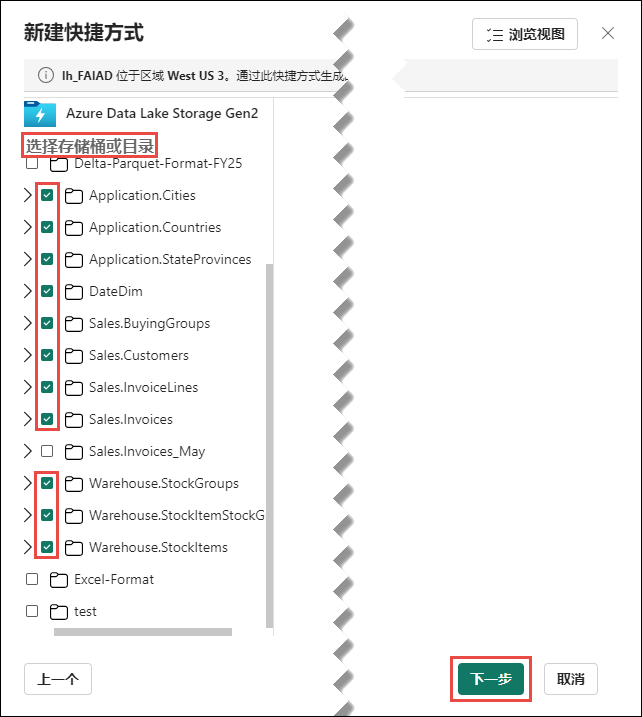 新建快捷方式
浏览视图
lh_FAIAD 位于区域 West US 3。通过此快捷方式生成
Azure Data Lake Storage Gen2
选择存储桶或目录
Delta-Parquet-Format-FY25
Application.Cities
Application.Countries
Application.StateProvinces
DateDim
Sales.BuyingGroups
Sales.Customers
Sales.InvoiceLines
Sales.Invoices
Sales.Invoices_May
Warehouse.StockGroups
Warehouse.StockItemStockG
Warehouse.StockItems
Excel-Format
test
上一个
下一步
取消